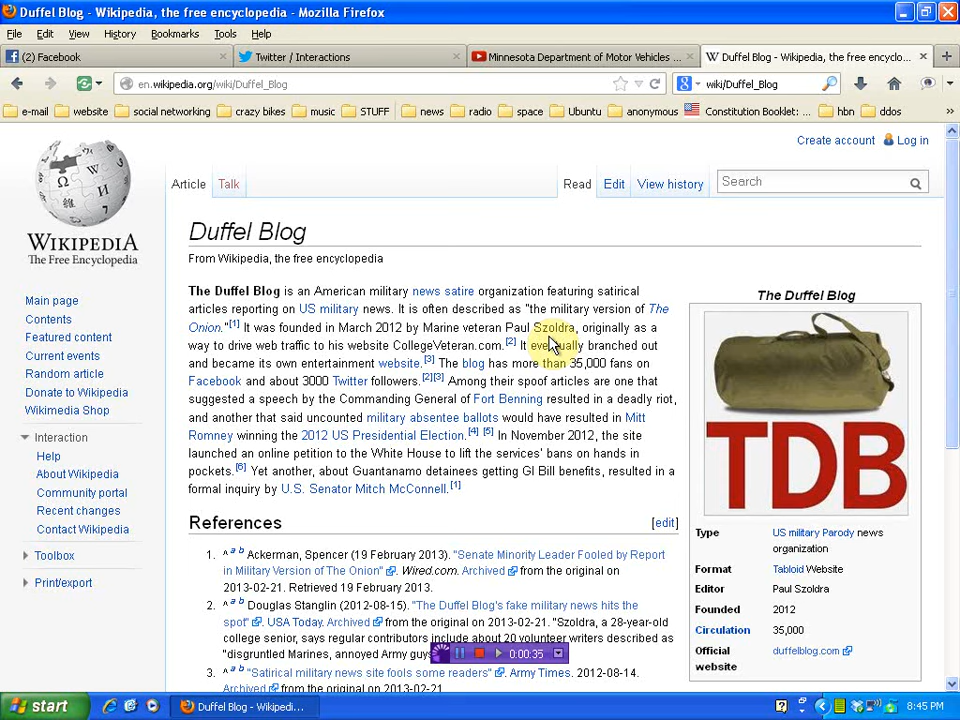 Duffel Blog - Wikipedia, the free encyclopedia - Mozilla Firefox
File Edit View History Bookmarks Tools Help
(2) Facebook
Twitter / Interactions
Minnesota Department of Motor Vehicles ...
Duffel Blog - Wikipedia, the free encyclo...
en.wikipedia.org/wiki/Duffel_Blog
wiki/Duffel_Blog
e-mail website social networking crazy bikes music STUFF news radio space Ubuntu anonymous Constitution Booklet: ... hbn ddos
Create account Log in
Article Talk Read Edit View history Search
WIKIPEDIA
The Free Encyclopedia
Main page
Contents
Featured content
Current events
Random article
Donate to Wikipedia
Wikimedia Shop
Interaction
Help
About Wikipedia
Community portal
Recent changes
Contact Wikipedia
Toolbox
Print/export
Duffel Blog
From Wikipedia, the free encyclopedia
The Duffel Blog is an American military news satire organization featuring satirical
articles reporting on US military news. It is often described as "the military version of The
Onion."[1] It was founded in March 2012 by Marine veteran Paul Szoldra, originally as a
way to drive web traffic to his website CollegeVeteran.com.[2] It eventually branched out
and became its own entertainment website.[3] The blog has more than 35,000 fans on
Facebook and about 3000 Twitter followers.[2][3] Among their spoof articles are one that
suggested a speech by the Commanding General of Fort Benning resulted in a deadly riot,
and another that said uncounted military absentee ballots would have resulted in Mitt
Romney winning the 2012 US Presidential Election.[4] [5] In November 2012, the site
launched an online petition to the White House to lift the services' bans on hands in
pockets.[6] Yet another, about Guantanamo detainees getting GI Bill benefits, resulted in a
formal inquiry by U.S. Senator Mitch McConnell.[1]
References [edit]
1. ^ a b Ackerman, Spencer (19 February 2013). "Senate Minority Leader Fooled by Report
in Military Version of The Onion". Wired.com. Archived from the original on
2013-02-21. Retrieved 19 February 2013.
2. ^ a b Douglas Stanglin (2012-08-15). "The Duffel Blog's fake military news hits the
spot". USA Today. Archived from the original on 2013-02-21. "Szoldra, a 28-year-old
college senior, says regular contributors include about 20 volunteer writers described as
"disgruntled Marines, annoyed Army guys
3. ^ "Satirical military news site fools some readers". Army Times. 2012-08-14.
Archived from the original on 2013-02-21
The Duffel Blog
TDB
Type US military Parody news
organization
Format Tabloid Website
Editor Paul Szoldra
Founded 2012
Circulation 35,000
Official duffelblog.com
website
0:00:35
start
Duffel Blog - Wikipedi...
8:45 PM